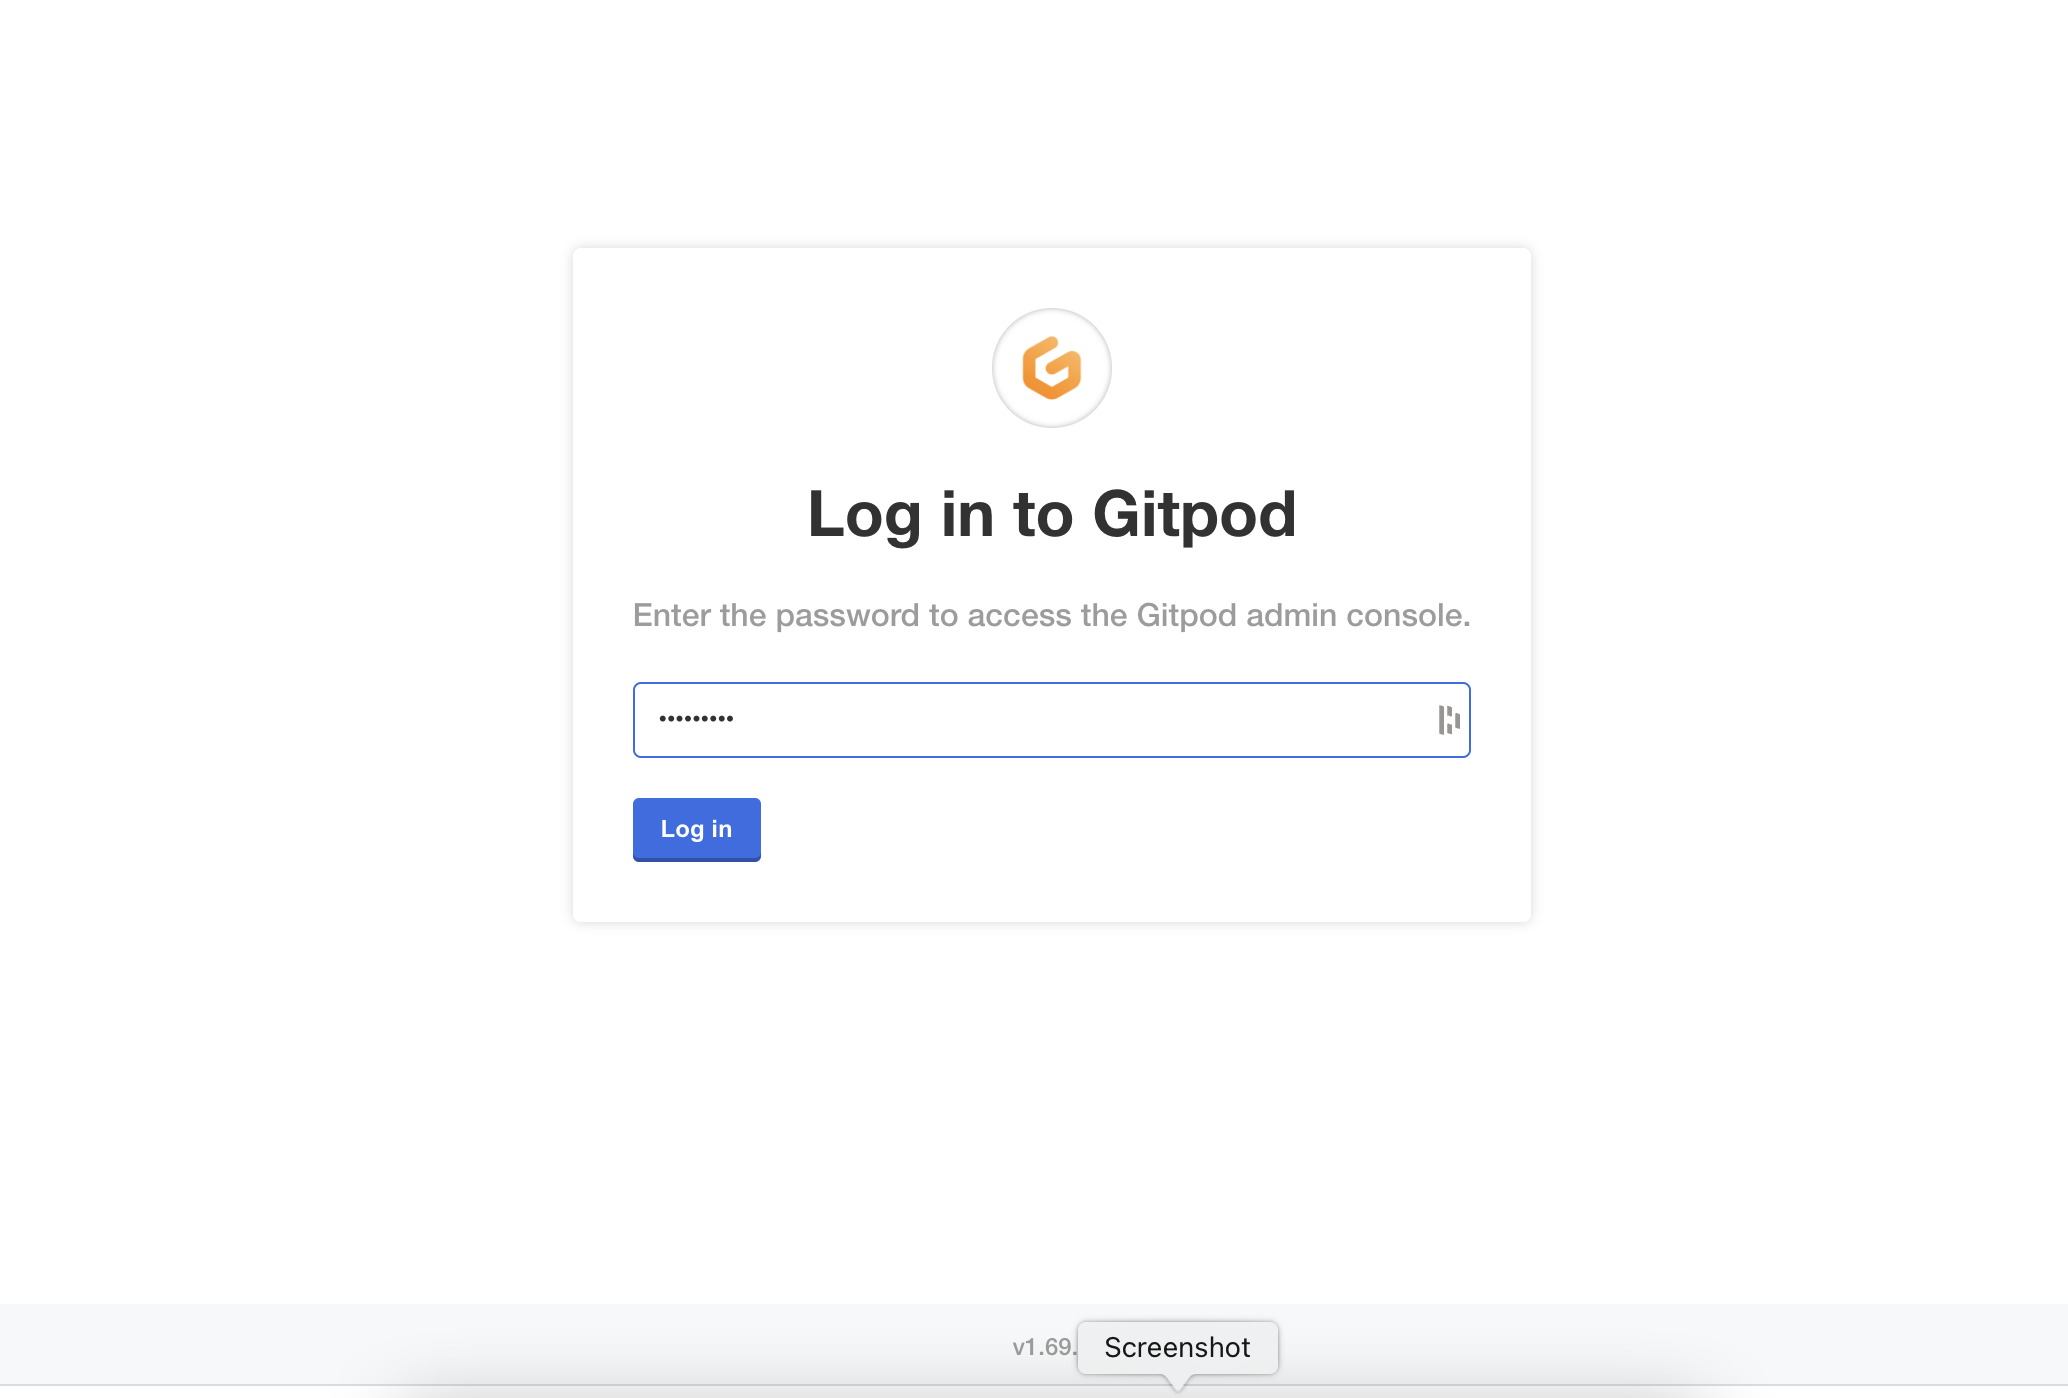 Log in to Gitpod
Enter the password to access the Gitpod admin console.
•••••••••
Log in
v1.69.
Screenshot